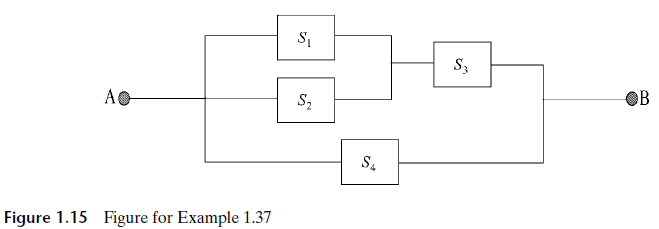 S₁
A
S₂
S₃
B
S₄
Figure 1.15 Figure for Example 1.37